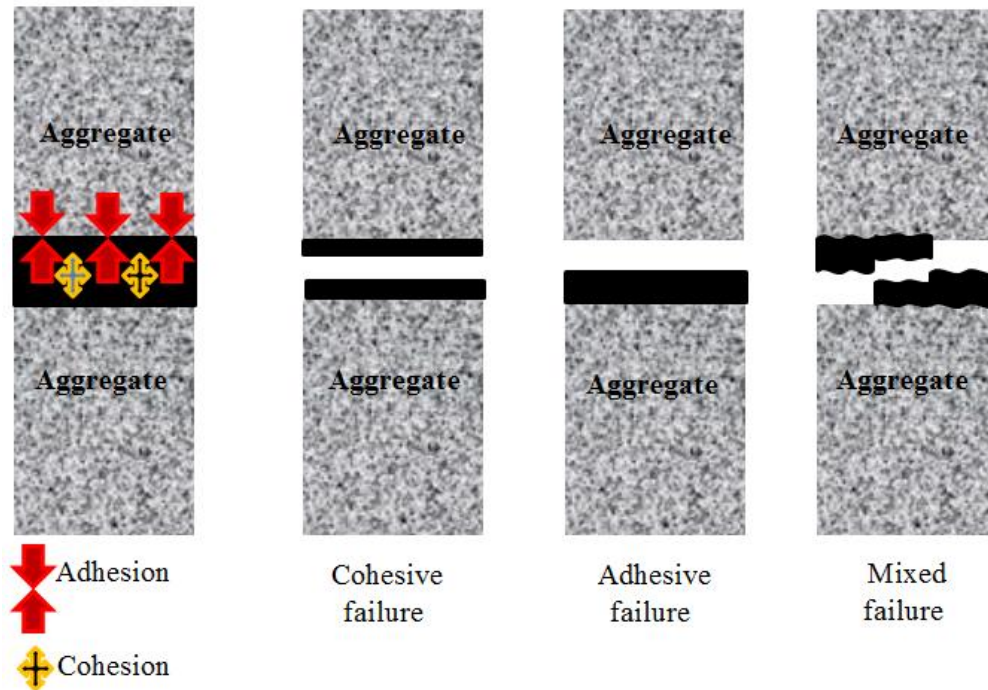 Aggregate
Aggregate
Aggregate
Aggregate
Aggregate
Aggregate
Aggregate
Aggregate
Adhesion
Cohesion
Cohesive
failure
Adhesive
failure
Mixed
failure